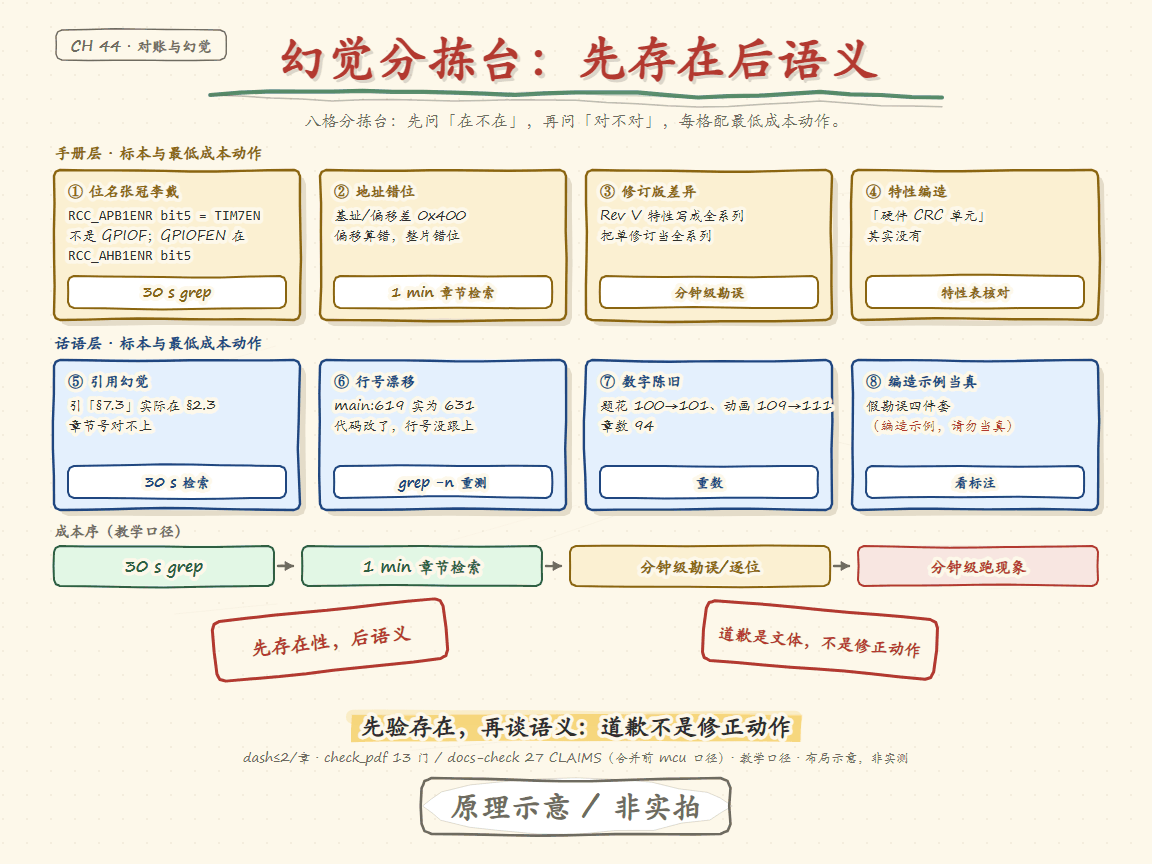 CH 44 · 对账与幻觉
幻觉分拣台：先存在后语义
八格分拣台：先问「在不在」，再问「对不对」，每格配最低成本动作。
手册层 · 标本与最低成本动作
① 位名张冠李戴
RCC_APB1ENR bit5 = TIM7EN
不是 GPIOF；GPIOFEN 在
RCC_AHB1ENR bit5
30 s grep
② 地址错位
基址/偏移差 0x400
偏移算错，整片错位
1 min 章节检索
③ 修订版差异
Rev V 特性写成全系列
把单修订当全系列
分钟级勘误
④ 特性编造
「硬件 CRC 单元」
其实没有
特性表核对
话语层 · 标本与最低成本动作
⑤ 引用幻觉
引「§7.3」实际在 §2.3
章节号对不上
30 s 检索
⑥ 行号漂移
main:619 实为 631
代码改了，行号没跟上
grep -n 重测
⑦ 数字陈旧
题花 100→101、动画 109→111
章数 94
重数
⑧ 编造示例当真
假勘误四件套
（编造示例，请勿当真）
看标注
成本序（教学口径）
30 s grep
1 min 章节检索
分钟级勘误/逐位
分钟级跑现象
先存在性，后语义
道歉是文体，不是修正动作
先验存在，再谈语义：道歉不是修正动作
dash≤2/章 · check_pdf 13 门 / docs-check 27 CLAIMS（合并前 mcu 口径）· 教学口径 · 布局示意，非实测
原理示意 / 非实拍